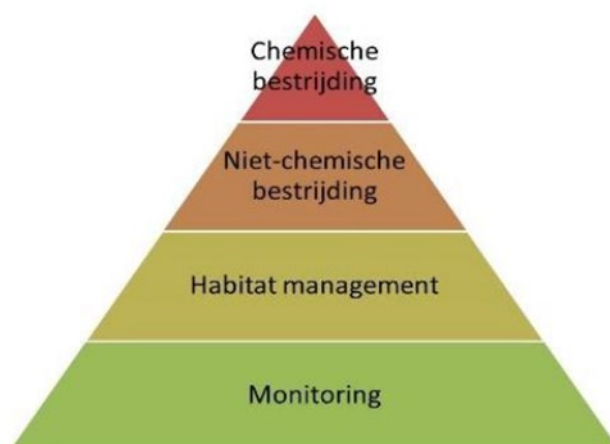 Chemische
bestrijding
Niet-chemische
bestrijding
Habitat management
Monitoring